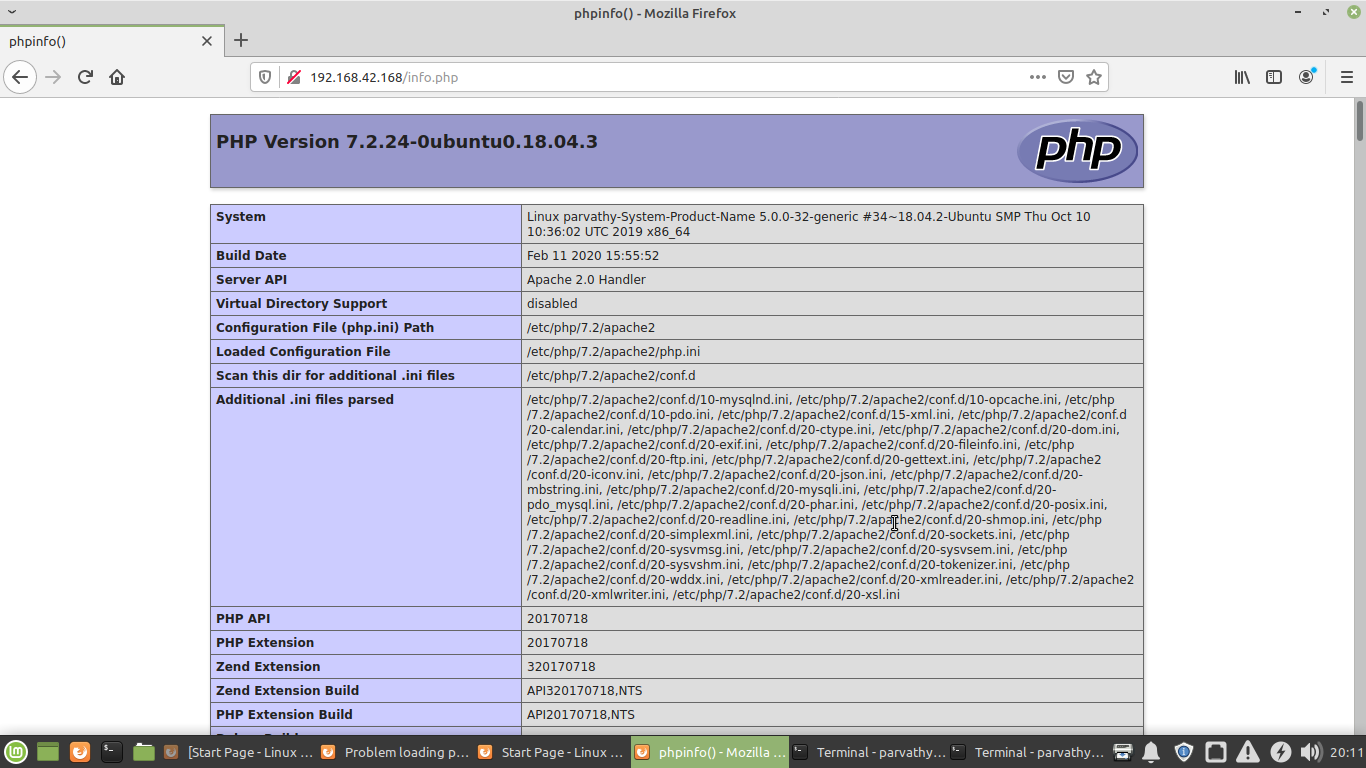 phpinfo() - Mozilla Firefox
phpinfo()
192.168.42.168/info.php
PHP Version 7.2.24-0ubuntu0.18.04.3
php
System
Linux parvathy-System-Product-Name 5.0.0-32-generic #34~18.04.2-Ubuntu SMP Thu Oct 10
10:36:02 UTC 2019 x86_64
Build Date
Feb 11 2020 15:55:52
Server API
Apache 2.0 Handler
Virtual Directory Support
disabled
Configuration File (php.ini) Path
/etc/php/7.2/apache2
Loaded Configuration File
/etc/php/7.2/apache2/php.ini
Scan this dir for additional .ini files
/etc/php/7.2/apache2/conf.d
Additional .ini files parsed
/etc/php/7.2/apache2/conf.d/10-mysqlnd.ini, /etc/php/7.2/apache2/conf.d/10-opcache.ini, /etc/php
/7.2/apache2/conf.d/10-pdo.ini, /etc/php/7.2/apache2/conf.d/15-xml.ini, /etc/php/7.2/apache2/conf.d
/20-calendar.ini, /etc/php/7.2/apache2/conf.d/20-ctype.ini, /etc/php/7.2/apache2/conf.d/20-dom.ini,
/etc/php/7.2/apache2/conf.d/20-exif.ini, /etc/php/7.2/apache2/conf.d/20-fileinfo.ini, /etc/php
/7.2/apache2/conf.d/20-ftp.ini, /etc/php/7.2/apache2/conf.d/20-gettext.ini, /etc/php/7.2/apache2
/conf.d/20-iconv.ini, /etc/php/7.2/apache2/conf.d/20-json.ini, /etc/php/7.2/apache2/conf.d/20-
mbstring.ini, /etc/php/7.2/apache2/conf.d/20-mysqli.ini, /etc/php/7.2/apache2/conf.d/20-
pdo_mysql.ini, /etc/php/7.2/apache2/conf.d/20-phar.ini, /etc/php/7.2/apache2/conf.d/20-posix.ini,
/etc/php/7.2/apache2/conf.d/20-readline.ini, /etc/php/7.2/apache2/conf.d/20-shmop.ini, /etc/php
/7.2/apache2/conf.d/20-simplexml.ini, /etc/php/7.2/apache2/conf.d/20-sockets.ini, /etc/php
/7.2/apache2/conf.d/20-sysvmsg.ini, /etc/php/7.2/apache2/conf.d/20-sysvsem.ini, /etc/php
/7.2/apache2/conf.d/20-sysvshm.ini, /etc/php/7.2/apache2/conf.d/20-tokenizer.ini, /etc/php
/7.2/apache2/conf.d/20-wddx.ini, /etc/php/7.2/apache2/conf.d/20-xmlreader.ini, /etc/php/7.2/apache2
/conf.d/20-xmlwriter.ini, /etc/php/7.2/apache2/conf.d/20-xsl.ini
PHP API
20170718
PHP Extension
20170718
Zend Extension
320170718
Zend Extension Build
API320170718,NTS
PHP Extension Build
API20170718,NTS
[Start Page - Linux ...
Problem loading p...
Start Page - Linux ...
phpinfo() - Mozilla ...
Terminal - parvathy...
Terminal - parvathy...
20:11